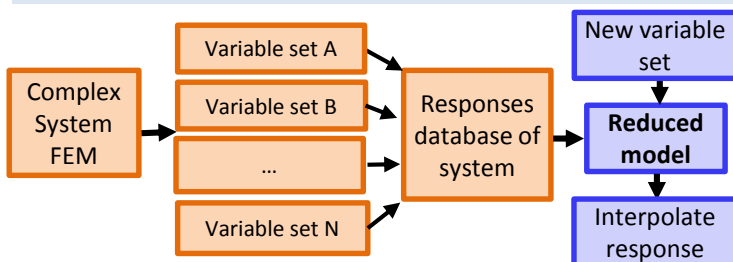 Complex
System
FEM
Variable set A
Variable set B
...
Variable set N
Responses
database of
system
New variable
set
Reduced
model
Interpolate
response